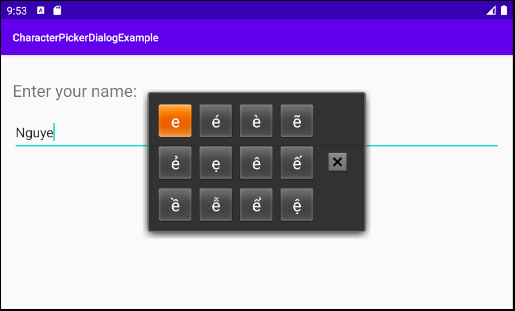 9:53
CharacterPickerDialogExample
Enter your name:
Nguye
e é è ẽ
ẻ ẹ ê ế
ề ễ ể ệ